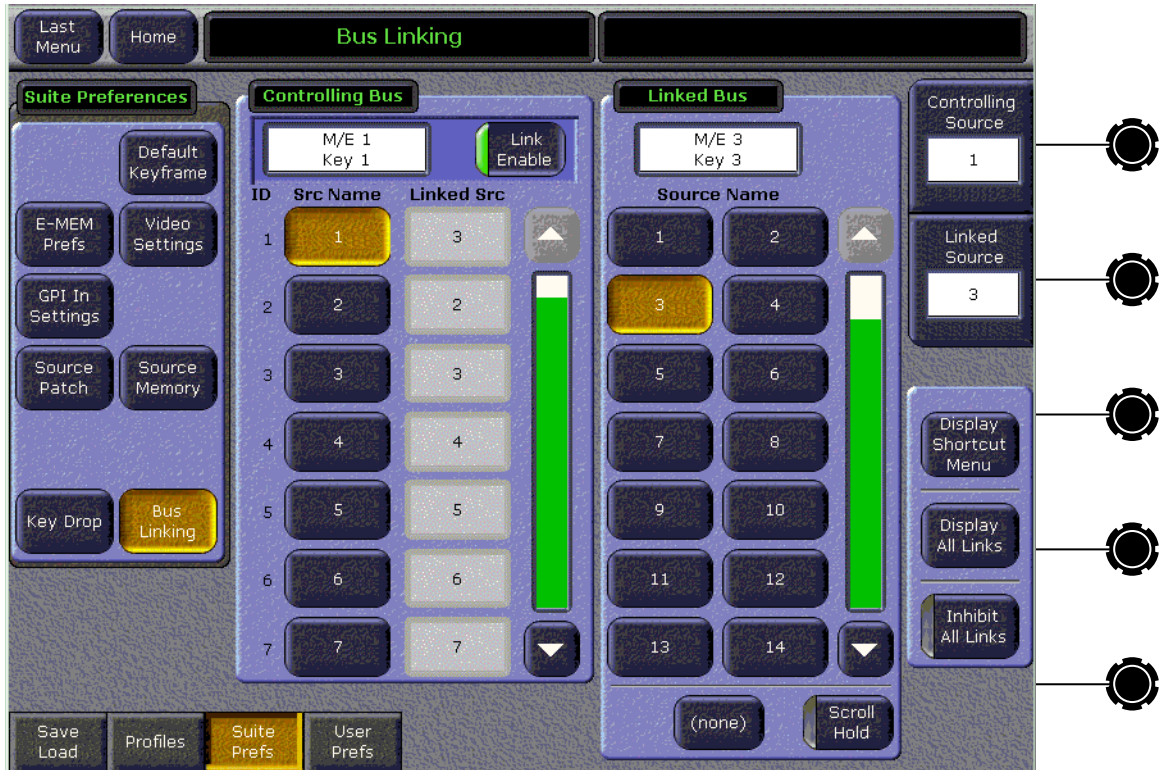 Last
Menu
Home
Bus Linking
Suite Preferences
Default
Keyframe
E-MEM
Prefs
Video
Settings
GPI In
Settings
Source
Patch
Source
Memory
Key Drop
Bus
Linking
Controlling Bus
M/E 1
Key 1
Link
Enable
ID Src Name Linked Src
1 1 3
2 2 2
3 3 3
4 4 4
5 5 5
6 6 6
7 7 7
Linked Bus
M/E 3
Key 3
Source Name
1 2
3 4
5 6
7 8
9 10
11 12
13 14
(none)
Scroll
Hold
Controlling
Source
1
Linked
Source
3
Display
Shortcut
Menu
Display
All Links
Inhibit
All Links
Save
Load
Profiles
Suite
Prefs
User
Prefs